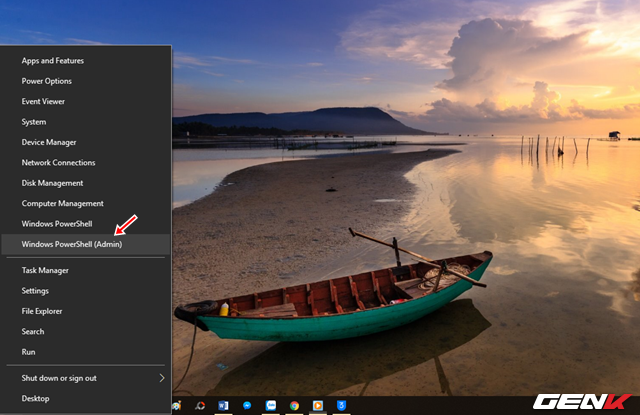 Apps and Features
Power Options
Event Viewer
System
Device Manager
Network Connections
Disk Management
Computer Management
Windows PowerShell
Windows PowerShell (Admin)
Task Manager
Settings
File Explorer
Search
Run
Shut down or sign out
Desktop
GENK